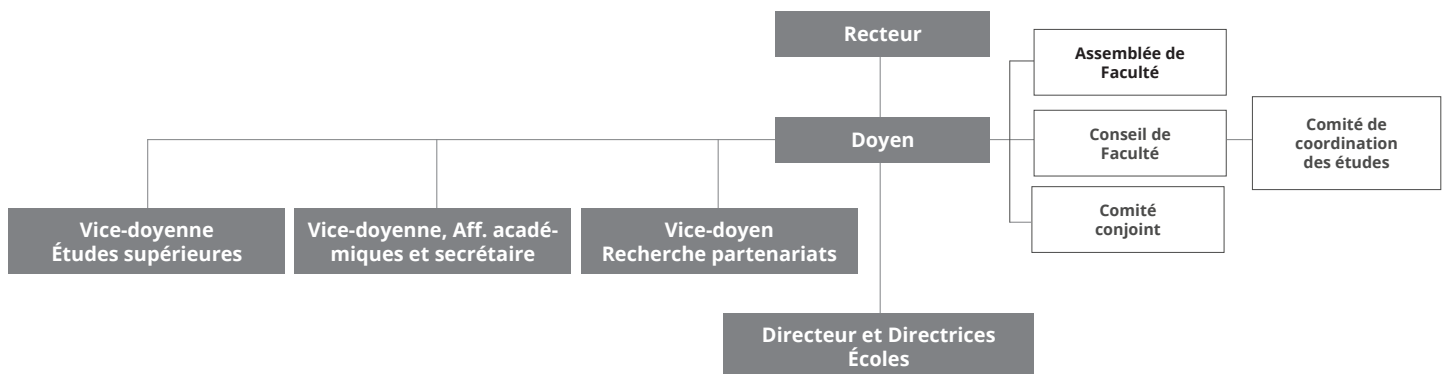 Recteur
Assemblée de
Faculté
Doyen
Conseil de
Faculté
Comité de
coordination
des études
Comité
conjoint
Vice-doyenne
Études supérieures
Vice-doyenne, Aff. acadé-
miques et secrétaire
Vice-doyen
Recherche partenariats
Directeur et Directrices
Écoles